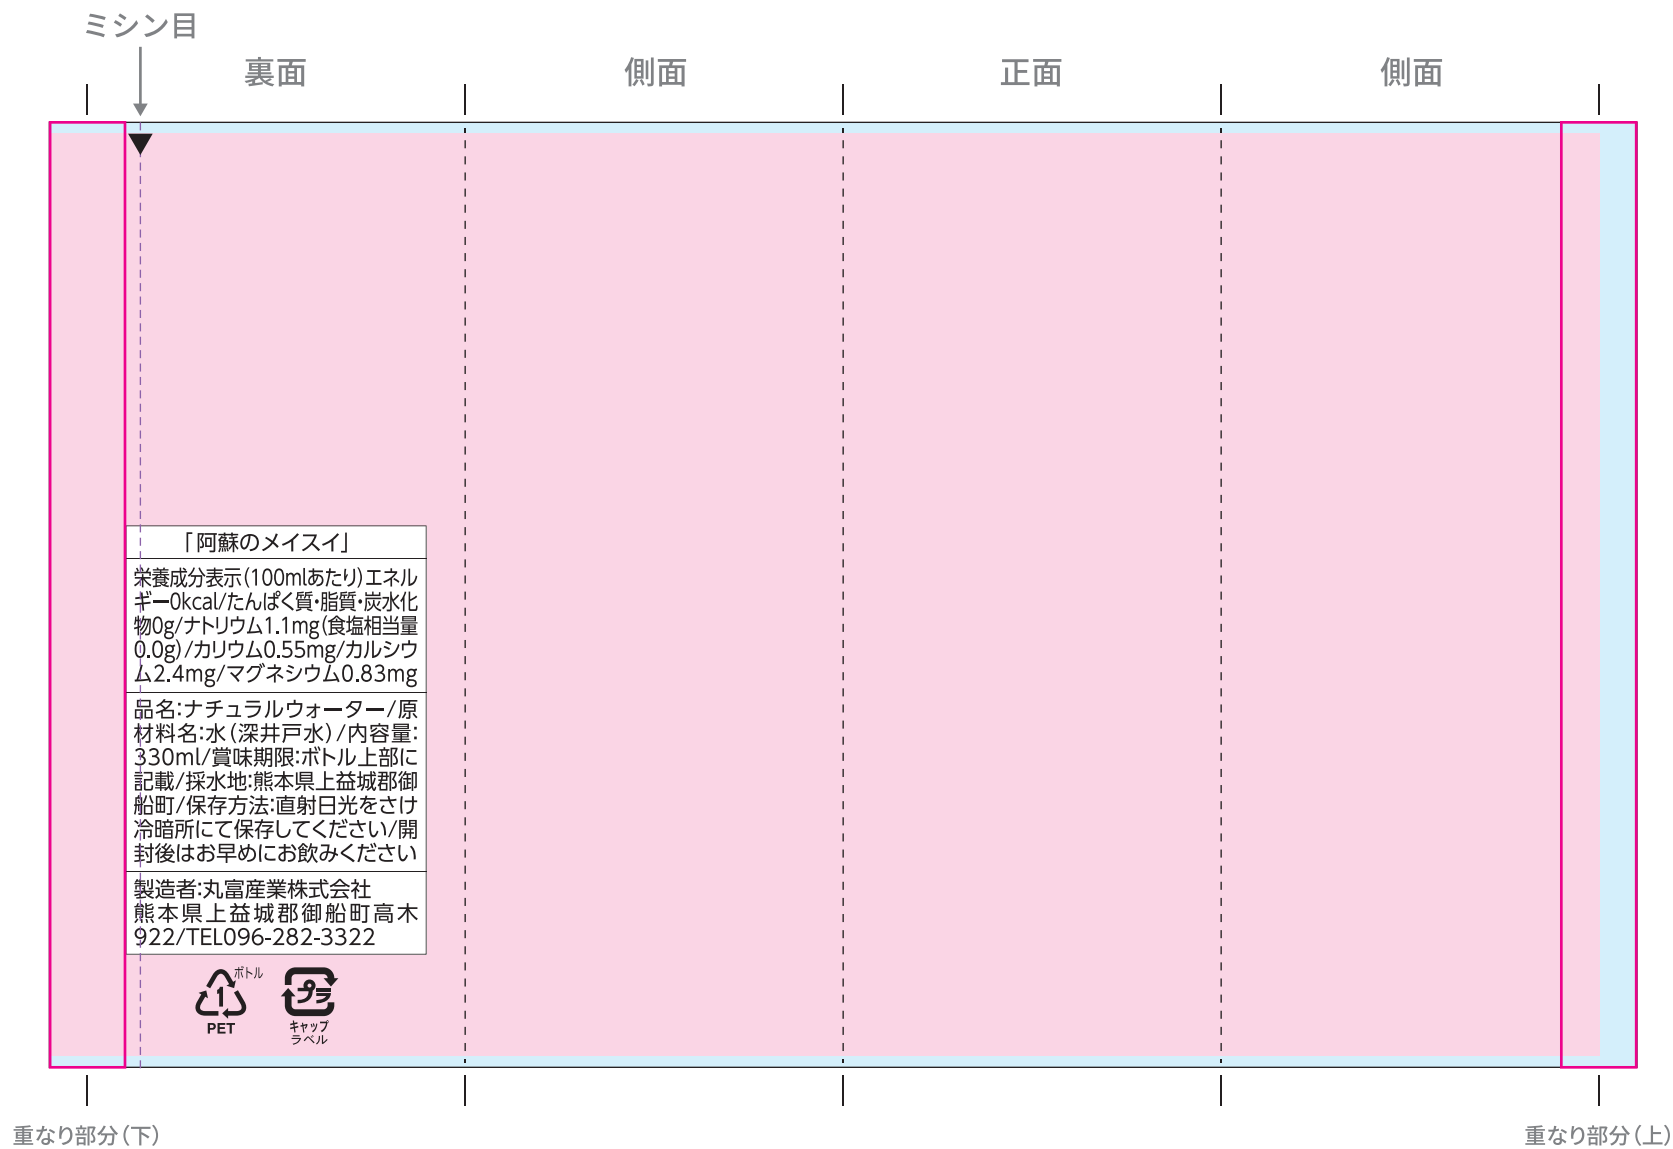 ミシン目
裏面
側面
正面
側面
「阿蘇のメイスイ」
栄養成分表示(100mlあたり)エネル
ギー0kcal/たんぱく質・脂質・炭水化
物0g/ナトリウム1.1mg(食塩相当量
0.0g)/カリウム0.55mg/カルシウ
ム2.4mg/マグネシウム0.83mg
品名:ナチュラルウォーター/原
材料名:水(深井戸水)/内容量:
330ml/賞味期限:ボトル上部に
記載/採水地:熊本県上益城郡御
船町/保存方法:直射日光をさけ
冷暗所にて保存してください/開
封後はお早めにお飲みください
製造者:丸富産業株式会社
熊本県上益城郡御船町高木
922/TEL096-282-3322
ボトル
1
PET
プラ
キャップ
ラベル
重なり部分(下)
重なり部分(上)